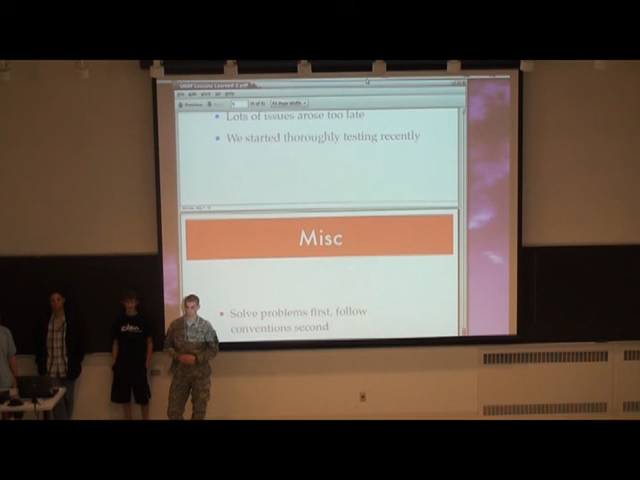 Lots of issues arose too late
We started thoroughly testing recently
Misc
Solve problems first, follow
conventions second